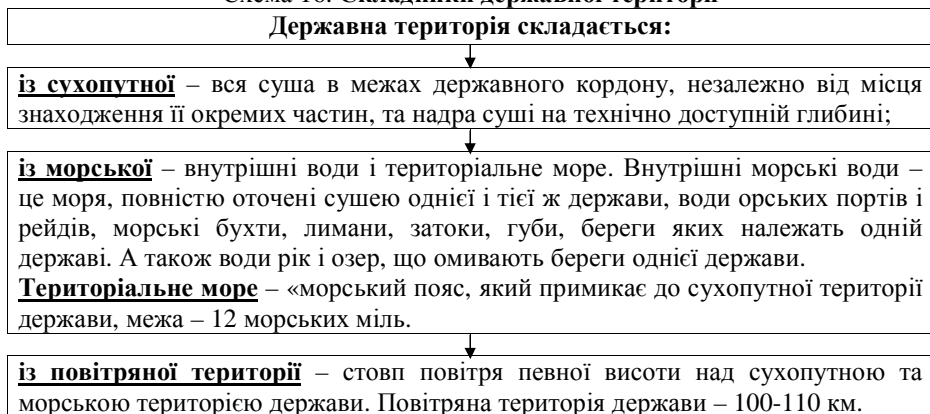 Схема 18. Складники державної території
Державна територія складається:
із сухопутної – вся суша в межах державного кордону, незалежно від місця
знаходження її окремих частин, та надра суші на технічно доступній глибині;
із морської – внутрішні води і територіальне море. Внутрішні морські води –
це моря, повністю оточені сушею однієї і тієї ж держави, води орських портів і
рейдів, морські бухти, лимани, затоки, губи, береги яких належать одній
державі. А також води рік і озер, що омивають береги однієї держави.
Територіальне море – «морський пояс, який примикає до сухопутної території
держави, межа – 12 морських міль.
із повітряної території – стовп повітря певної висоти над сухопутною та
морською територією держави. Повітряна територія держави – 100-110 км.